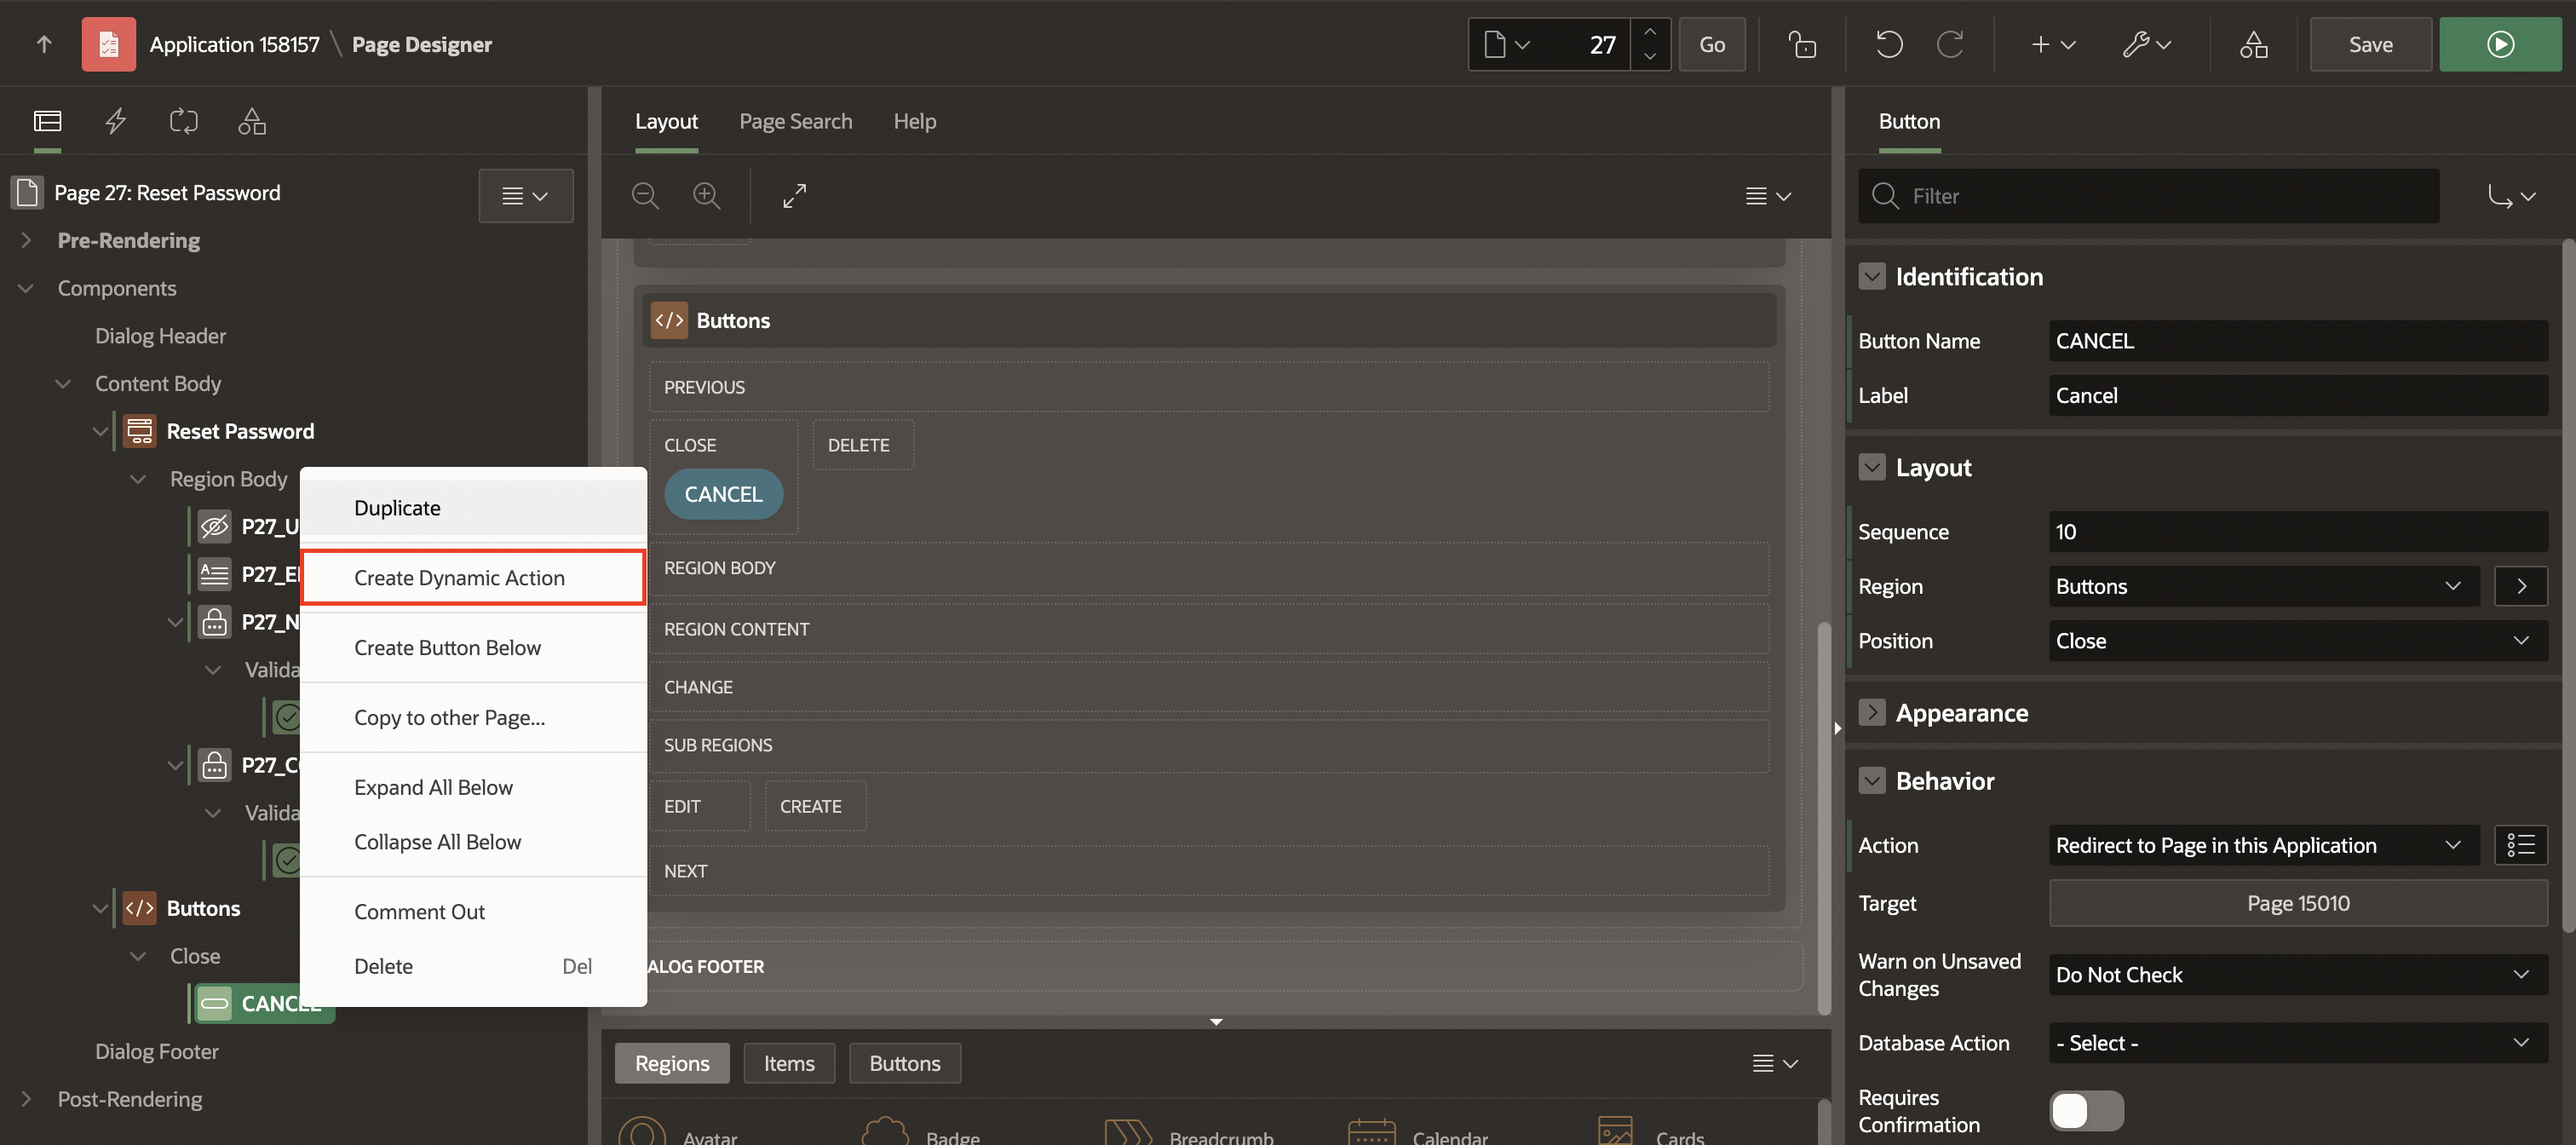 Application 158157 \ Page Designer
27
Go
Save
Layout
Page Search
Help
Button
Page 27: Reset Password
Pre-Rendering
Components
Dialog Header
Content Body
Reset Password
Region Body
P27_U
P27_E
P27_N
Valida
P27_C
Valida
Buttons
Close
CANCEL
Dialog Footer
Post-Rendering
Duplicate
Create Dynamic Action
Create Button Below
Copy to other Page...
Expand All Below
Collapse All Below
Comment Out
Delete Del
Buttons
PREVIOUS
CLOSE
DELETE
CANCEL
REGION BODY
REGION CONTENT
CHANGE
SUB REGIONS
EDIT
CREATE
NEXT
ALOG FOOTER
Regions
Items
Buttons
Avatar
Badge
Breadcrumb
Calendar
Cards
Filter
Identification
Button Name CANCEL
Label Cancel
Layout
Sequence 10
Region Buttons
Position Close
Appearance
Behavior
Action Redirect to Page in this Application
Target Page 15010
Warn on Unsaved
Changes
Do Not Check
Database Action - Select -
Requires
Confirmation